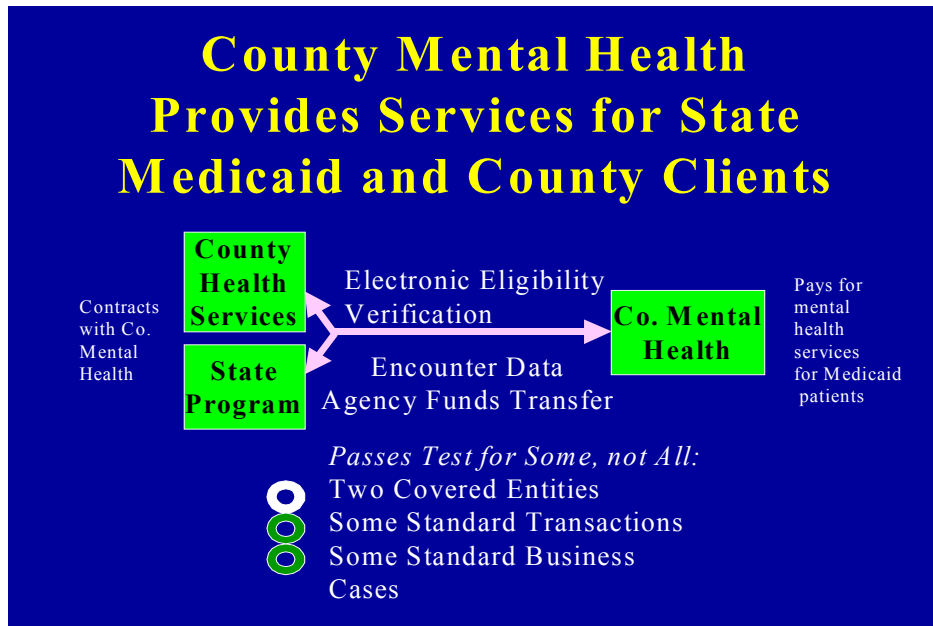 County Mental Health
Provides Services for State
Medicaid and County Clients
Contracts
with Co.
Mental
Health
County
Health
Services
State
Program
Electronic Eligibility
Verification
Encounter Data
Agency Funds Transfer
Co. Mental
Health
Pays for
mental
health
services
for Medicaid
patients
Passes Test for Some, not All:
Two Covered Entities
Some Standard Transactions
Some Standard Business
Cases